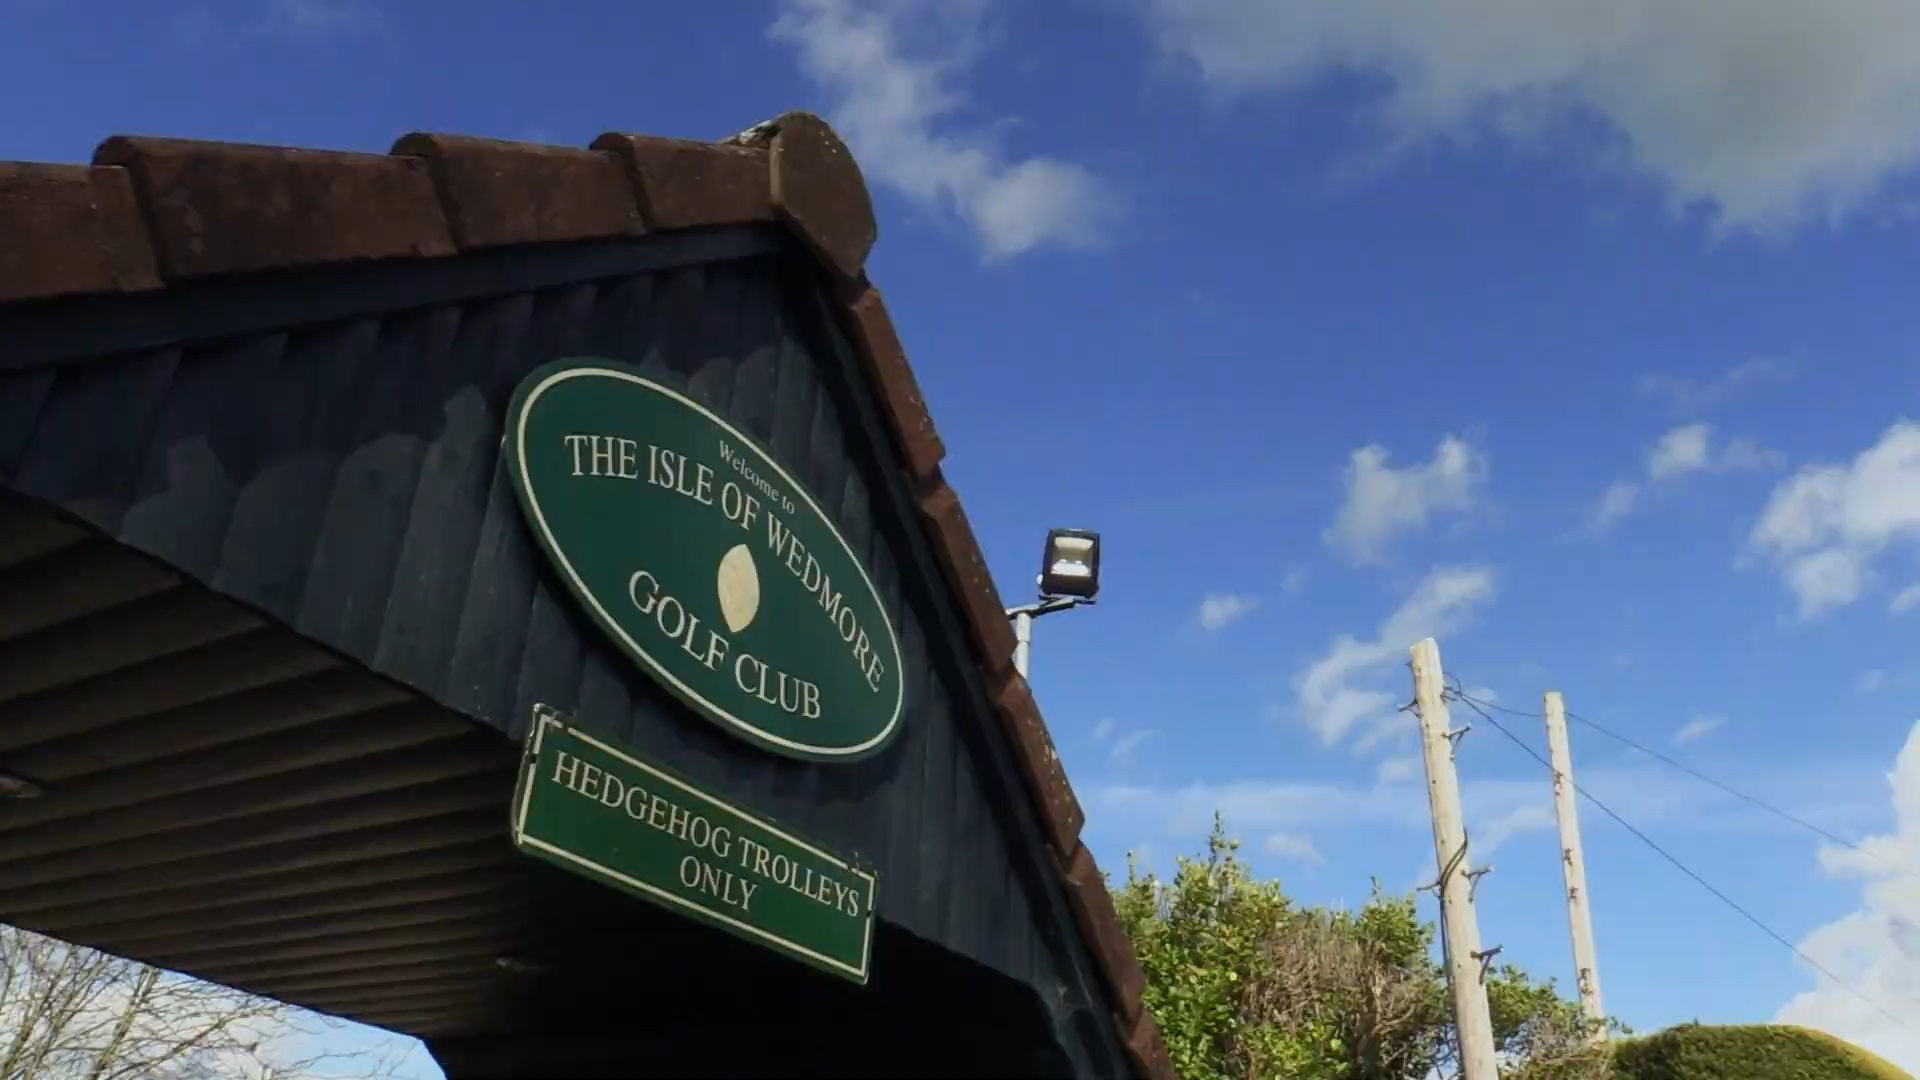 Welcome to
THE ISLE OF WEDMORE
GOLF CLUB
HEDGEHOG TROLLEYS
ONLY